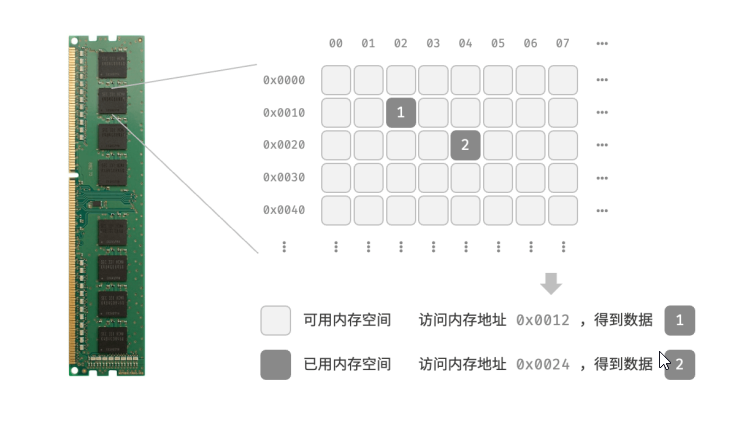 00 01 02 03 04 05 06 07 ...
0x0000 ...
0x0010 1 ...
0x0020 2 ...
0x0030 ...
0x0040 ...
可用内存空间 访问内存地址 0x0012 ，得到数据 1
已用内存空间 访问内存地址 0x0024 ，得到数据 2